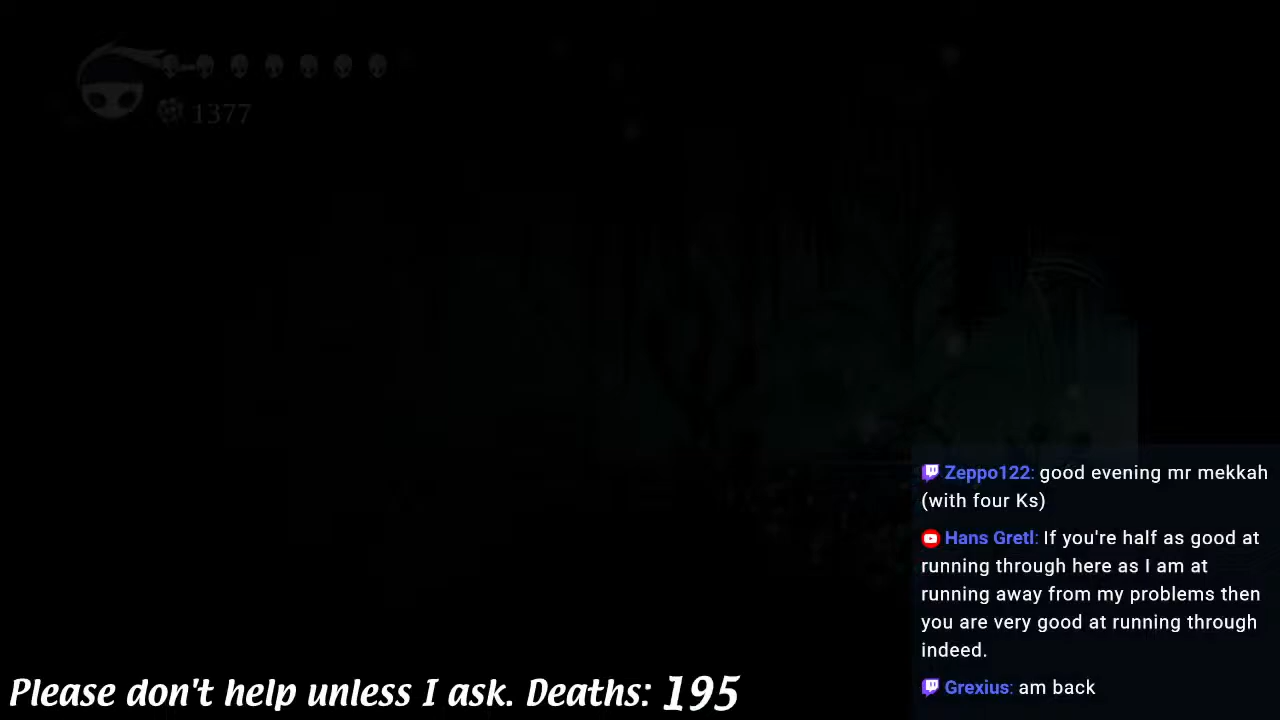 1377
Zeppo122: good evening mr mekkah
(with four Ks)
Hans Gretl: If you're half as good at
running through here as I am at
running away from my problems then
you are very good at running through
indeed.
Grexius: am back
Please don't help unless I ask. Deaths: 195